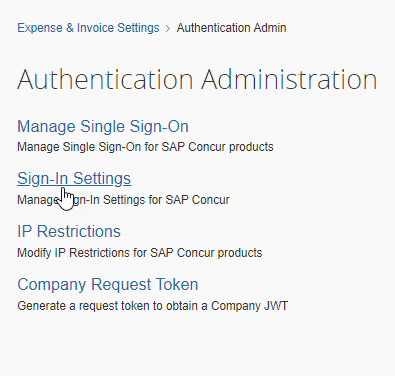 Expense & Invoice Settings > Authentication Admin
Authentication Administration
Manage Single Sign-On
Manage Single Sign-On for SAP Concur products
Sign-In Settings
Manage Sign-In Settings for SAP Concur
IP Restrictions
Modify IP Restrictions for SAP Concur products
Company Request Token
Generate a request token to obtain a Company JWT